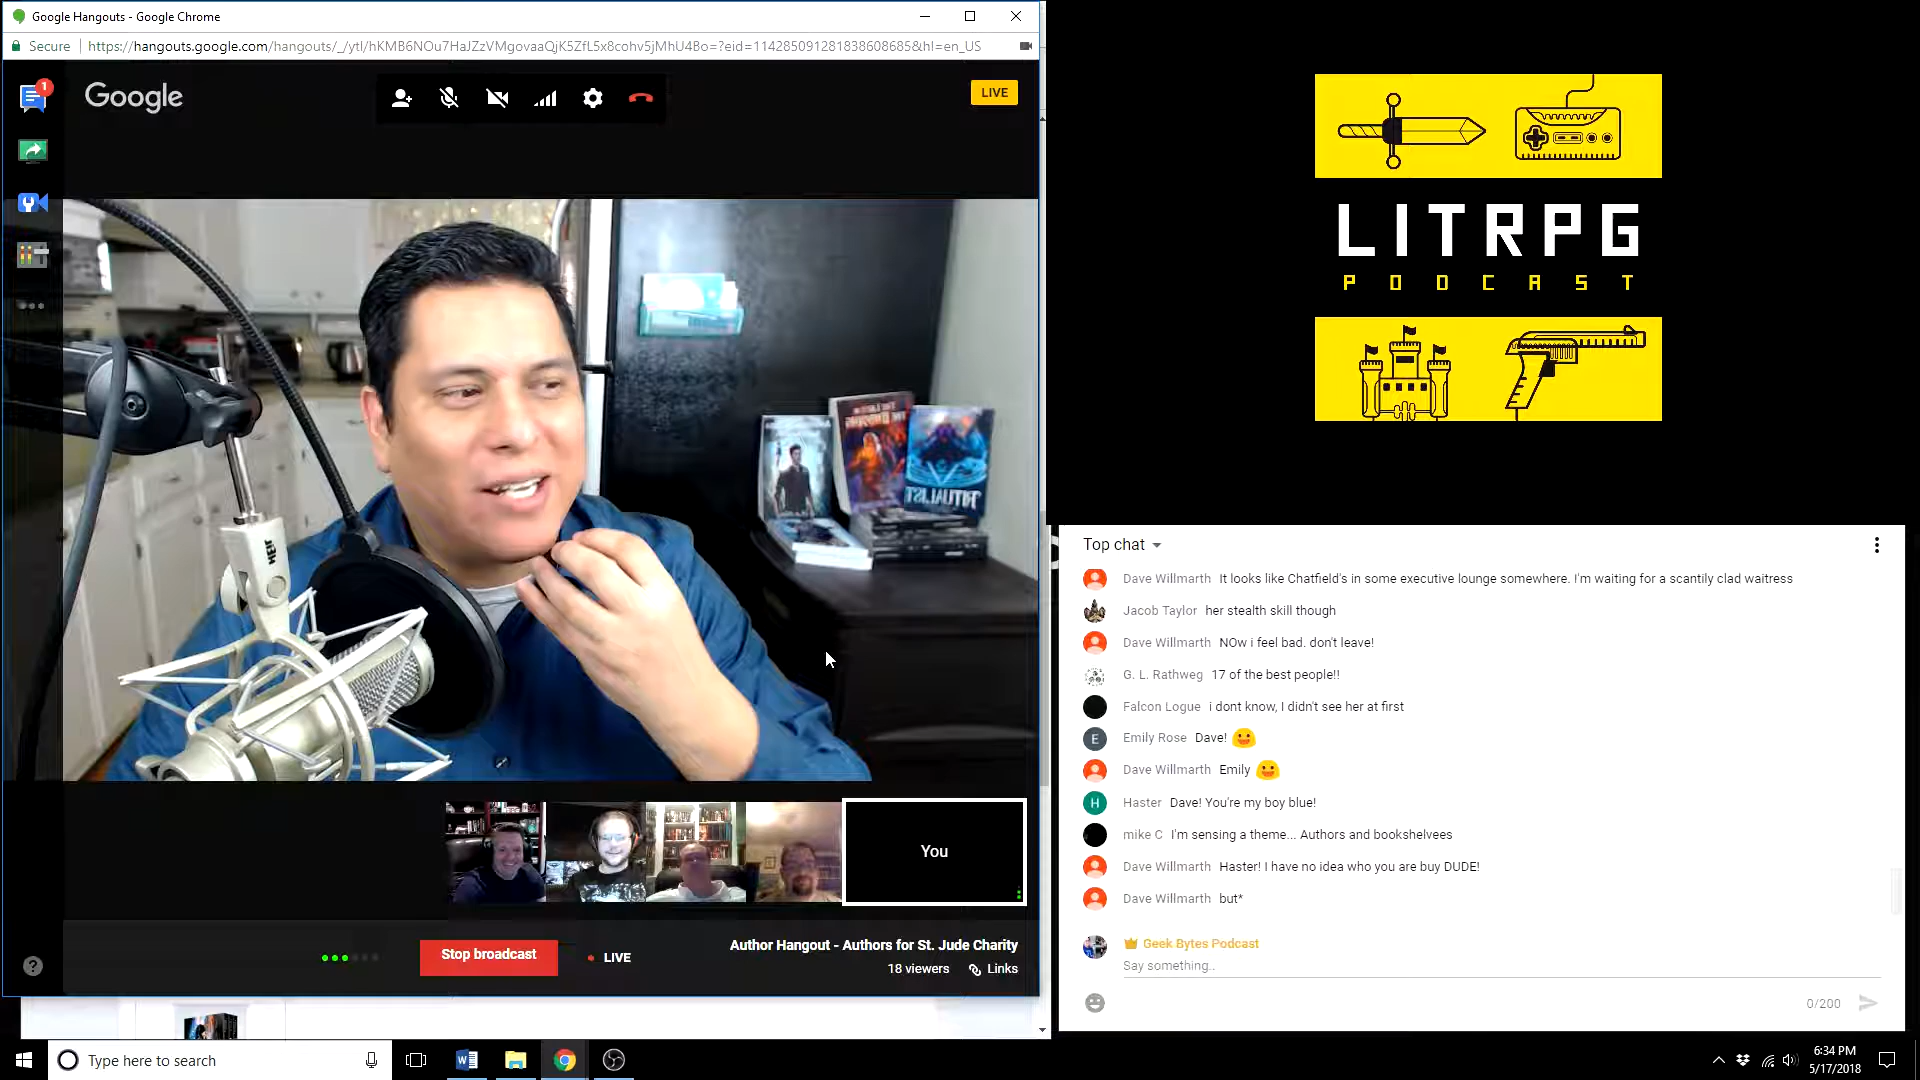 Google Hangouts - Google Chrome
Secure
https://hangouts.google.com/hangouts/_/ytl/hKMB6NOu7HaJZzVMgovaaQjK5ZfL5x8cohv5jMhU4Bo=?eid=114285091281838608685&hl=en_US
1
Google
LIVE
LITRPG
PODCAST
RITUALIST
HEIL
You
Stop broadcast
LIVE
Author Hangout - Authors for St. Jude Charity
18 viewers
Links
Top chat
Dave Willmarth It looks like Chatfield's in some executive lounge somewhere. I'm waiting for a scantily clad waitress
Jacob Taylor her stealth skill though
Dave Willmarth NOw i feel bad. don't leave!
G. L. Rathweg 17 of the best people!!
Falcon Logue i dont know, I didn't see her at first
E
Emily Rose Dave!
Dave Willmarth Emily
H
Haster Dave! You're my boy blue!
mike C I'm sensing a theme... Authors and bookshelvees
Dave Willmarth Haster! I have no idea who you are buy DUDE!
Dave Willmarth but*
Geek Bytes Podcast
Say something..
0/200
Type here to search
6:34 PM
5/17/2018